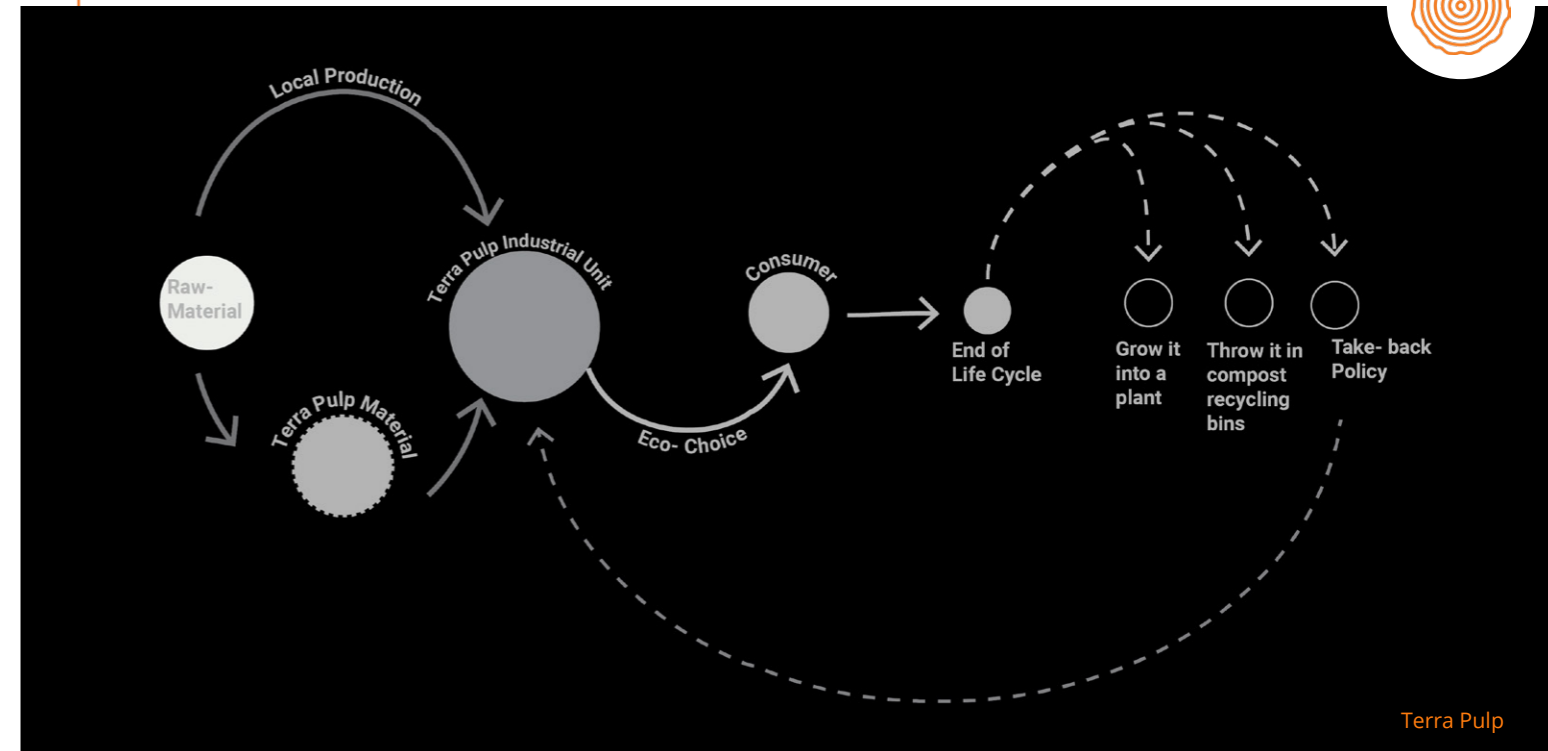 Local Production
Raw-
Material
Terra Pulp Material
Terra Pulp Industrial Unit
Eco- Choice
Consumer
End of
Life Cycle
Grow it
into a
plant
Throw it in
compost
recycling
bins
Take- back
Policy
Terra Pulp